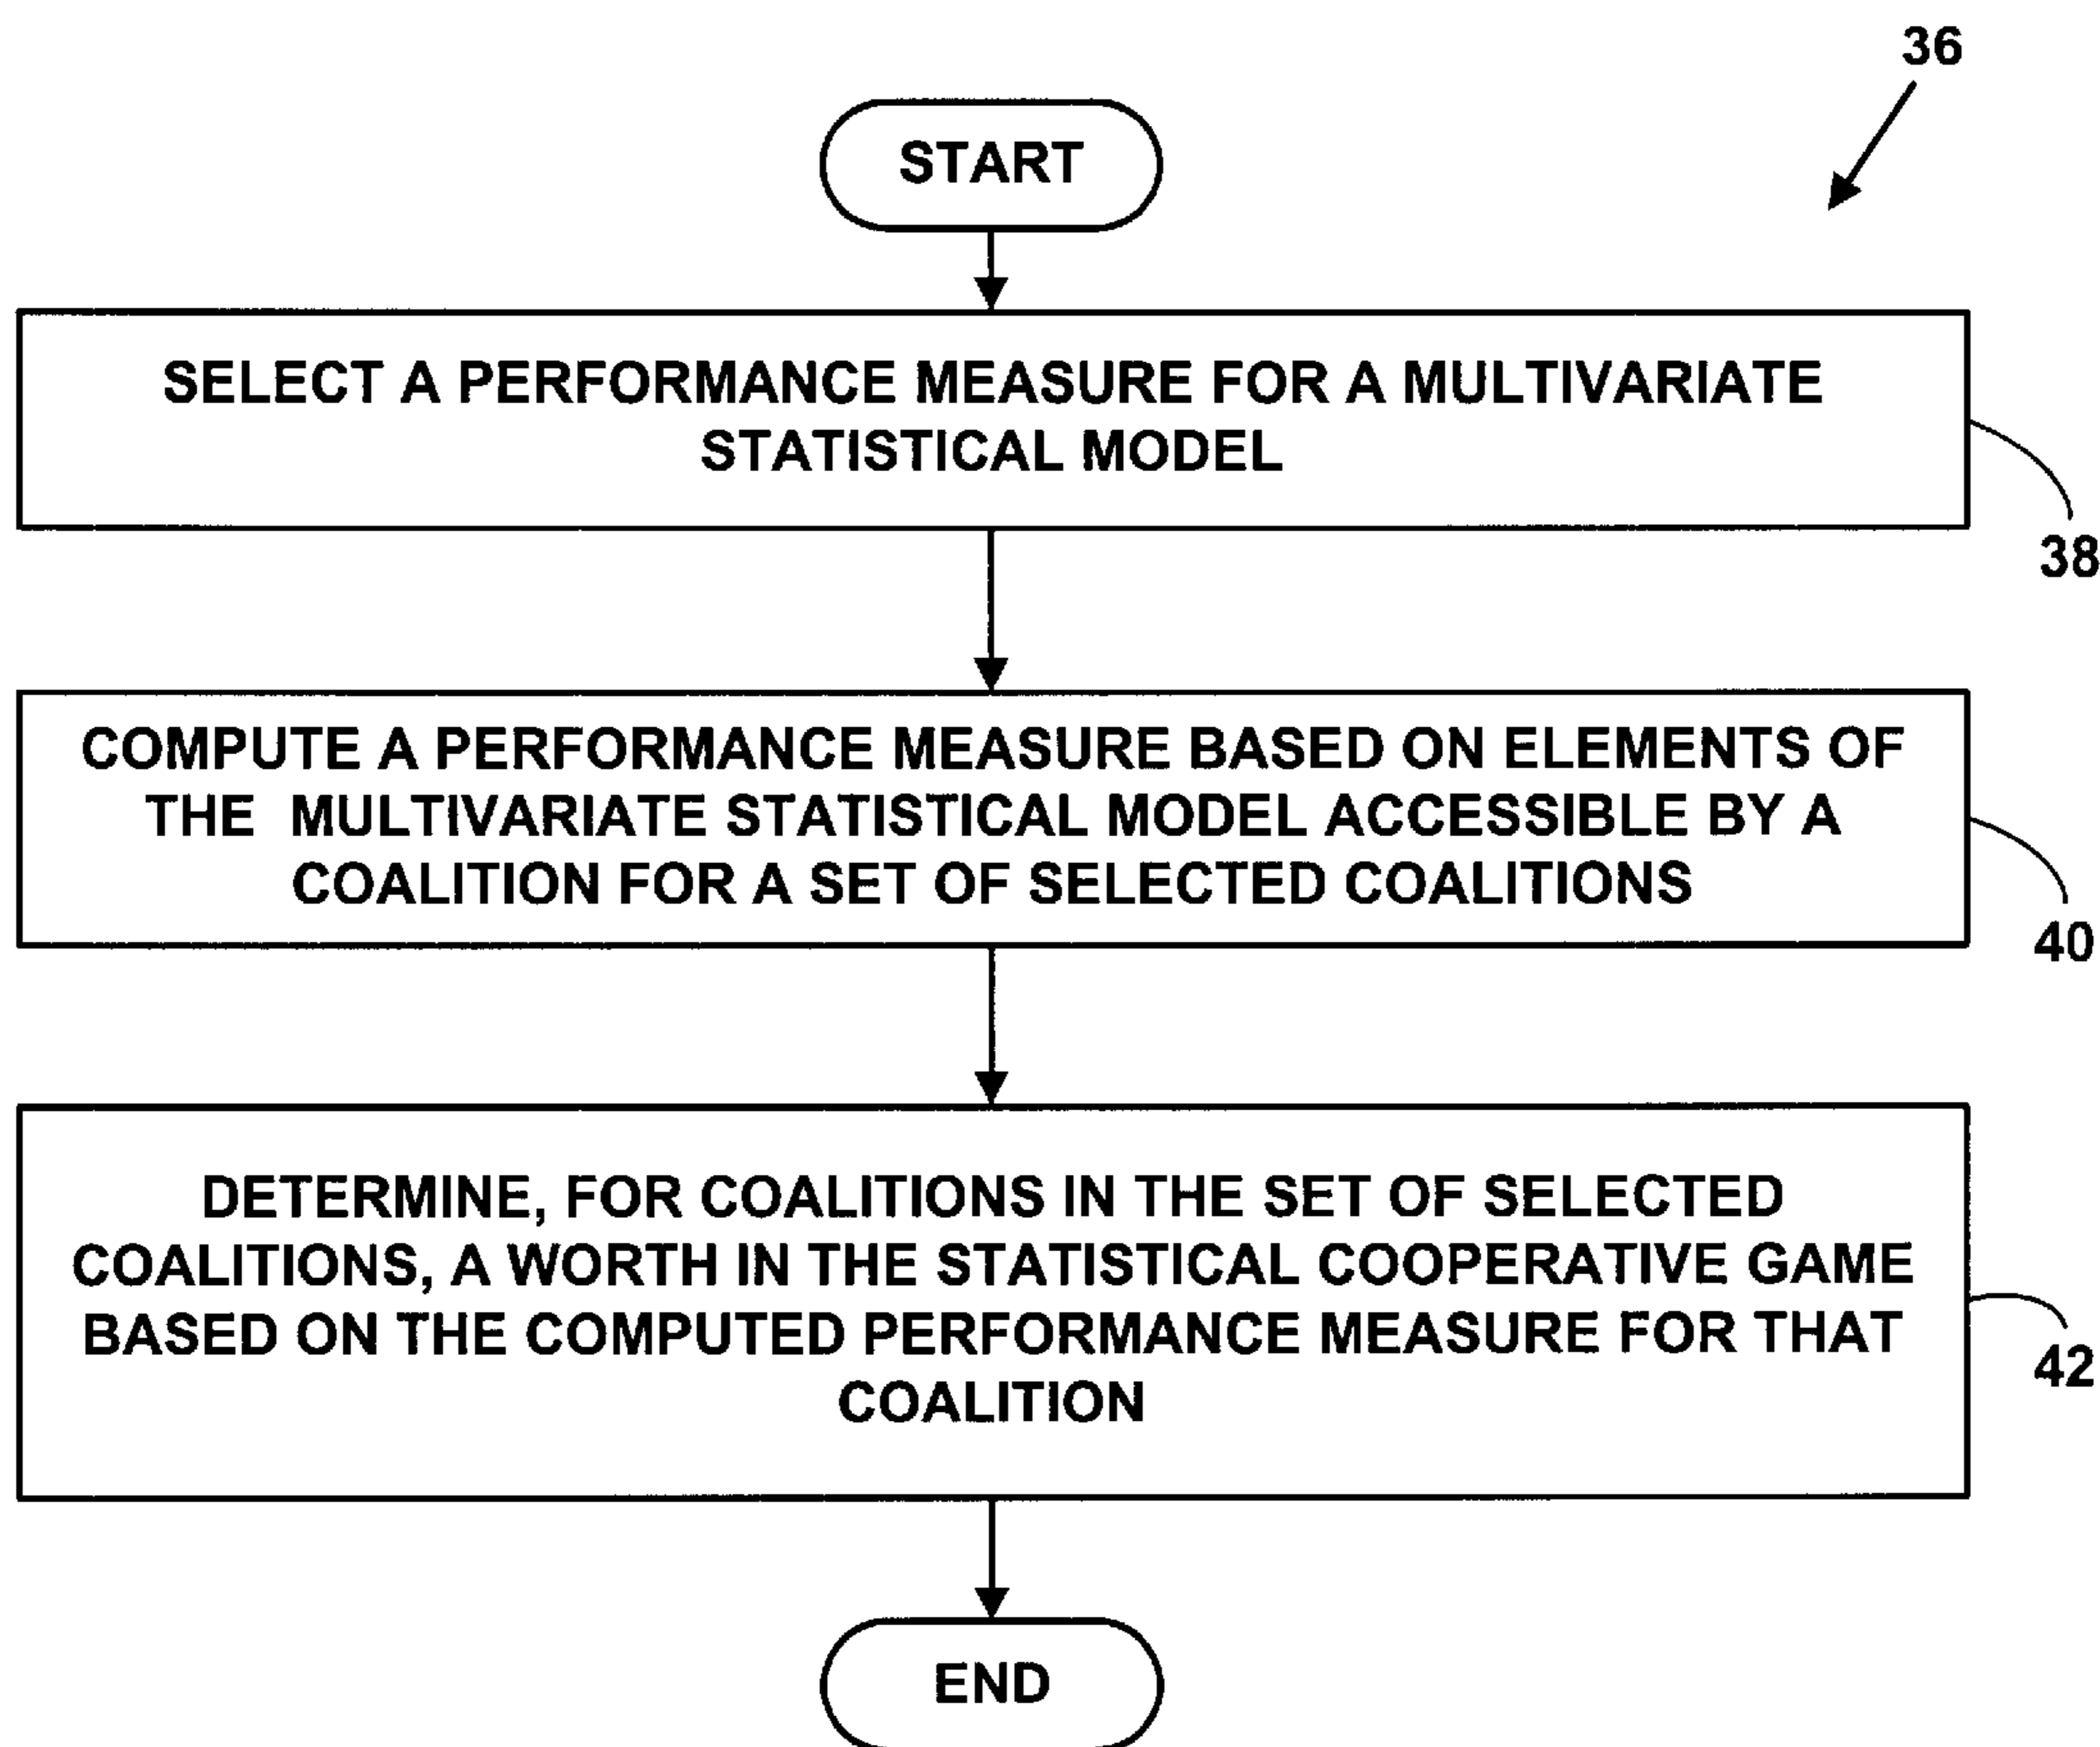 36
START
SELECT A PERFORMANCE MEASURE FOR A MULTIVARIATE
STATISTICAL MODEL
38
COMPUTE A PERFORMANCE MEASURE BASED ON ELEMENTS OF
THE MULTIVARIATE STATISTICAL MODEL ACCESSIBLE BY A
COALITION FOR A SET OF SELECTED COALITIONS
40
DETERMINE, FOR COALITIONS IN THE SET OF SELECTED
COALITIONS, A WORTH IN THE STATISTICAL COOPERATIVE GAME
BASED ON THE COMPUTED PERFORMANCE MEASURE FOR THAT
COALITION
42
END